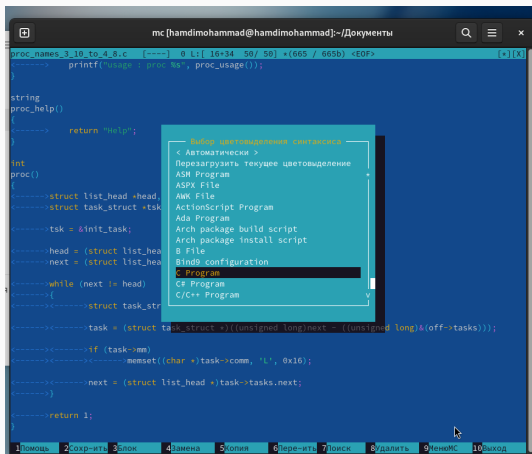 mc [hamdimohammad@hamdimohammad]:~/Документы
proc_names_3_10_to_4_8.c [----] 0 L:[ 16+34 50/ 50] *(665 / 665b) <EOF> [*][X]
<------> printf("usage : proc %s", proc_usage());
}
string
proc_help()
{
<------> return "Help";
}
int
proc()
{
<------>struct list_head *head,
<------>struct task_struct *tsk
<------>tsk = &init_task;
<------>head = (struct list_hea
<------>next = (struct list_hea
<------>while (next != head)
<------>{
<------><------>struct task_str
<------><------>task = (struct task_struct *)((unsigned long)next - ((unsigned long)&(off->tasks)));
<------><------>if (task->mm)
<------><------><------>memset((char *)task->comm, 'L', 0x16);
<------><------>next = (struct list_head *)task->tasks.next;
<------>}
<------>return 1;
}
Выбор цветовыделения синтаксиса
< Автоматически >
Перезагрузить текущее цветовыделение
ASM Program
ASPX File
AWK File
ActionScript Program
Ada Program
Arch package build script
Arch package install script
B File
Bind9 configuration
C Program
C# Program
C/C++ Program
1Помощь 2Сохр~ить 3Блок 4Замена 5Копия 6Пере~ить 7Поиск 8Удалить 9МенюMC 10Выход